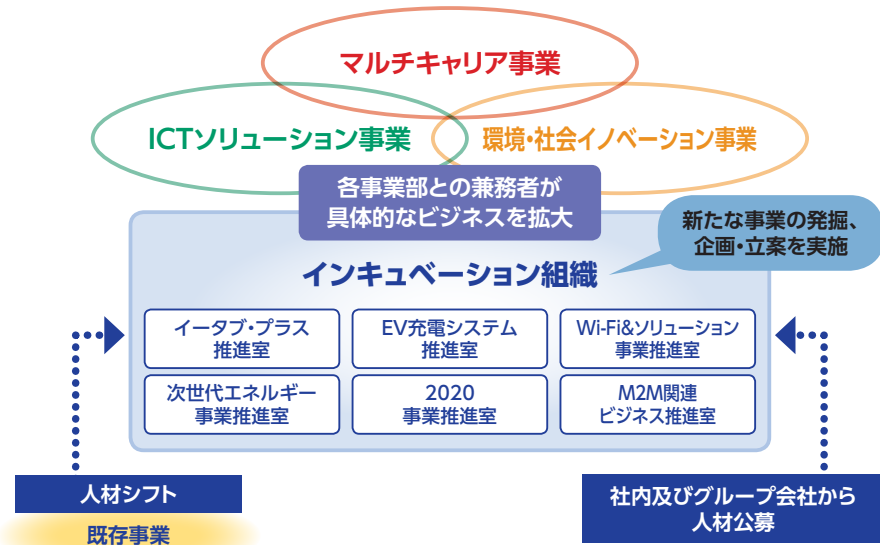 マルチキャリア事業
ICTソリューション事業
環境・社会イノベーション事業
各事業部との兼務者が
具体的なビジネスを拡大
新たな事業の発掘、
企画・立案を実施
インキュベーション組織
イータブ・プラス
推進室
EV充電システム
推進室
Wi-Fi&ソリューション
事業推進室
次世代エネルギー
事業推進室
2020
事業推進室
M2M関連
ビジネス推進室
人材シフト
既存事業
社内及びグループ会社から
人材公募